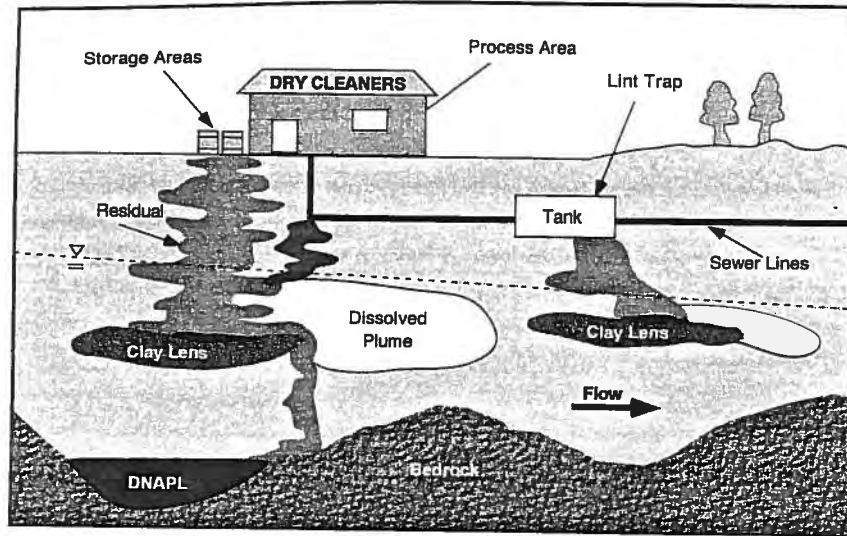 Storage Areas
DRY CLEANERS
Process Area
Lint Trap
Residual
Tank
Sewer Lines
Dissolved
Plume
Clay Lens
Clay Lens
Flow
Bedrock
DNAPL